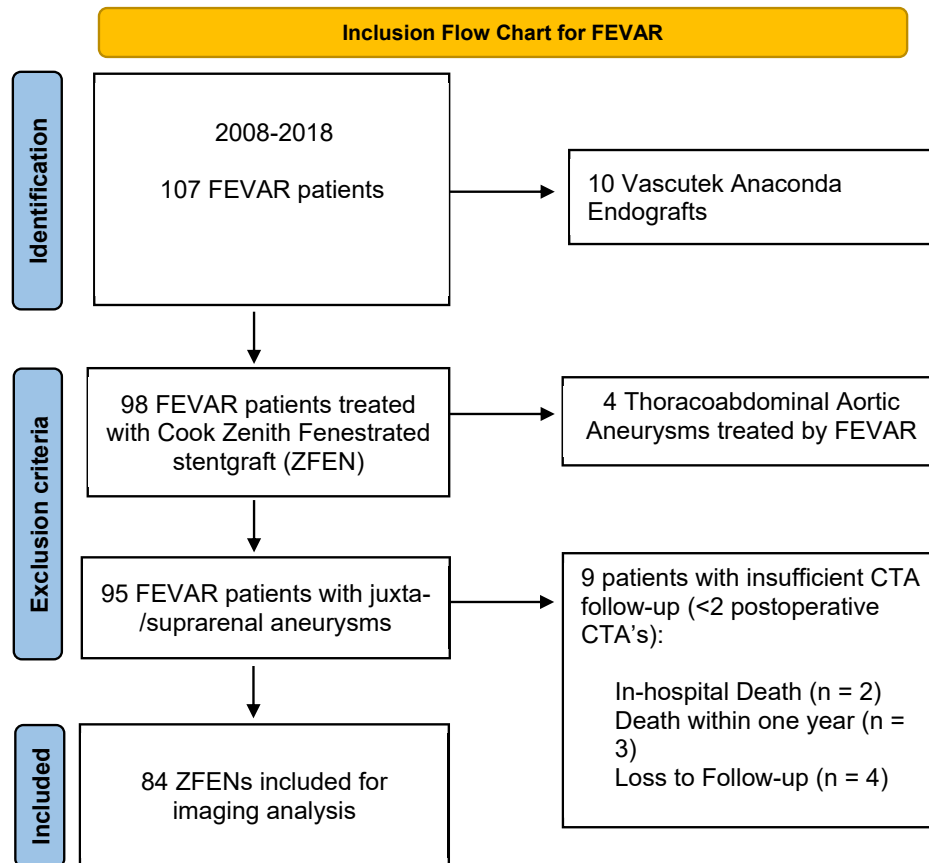 Inclusion Flow Chart for FEVAR
Identification
2008-2018
107 FEVAR patients
10 Vascutek Anaconda
Endografts
Exclusion criteria
98 FEVAR patients treated
with Cook Zenith Fenestrated
stentgraft (ZFEN)
4 Thoracoabdominal Aortic
Aneurysms treated by FEVAR
95 FEVAR patients with juxta-
/suprarenal aneurysms
9 patients with insufficient CTA
follow-up (<2 postoperative
CTA's):
In-hospital Death (n = 2)
Death within one year (n =
3)
Loss to Follow-up (n = 4)
Included
84 ZFENs included for
imaging analysis